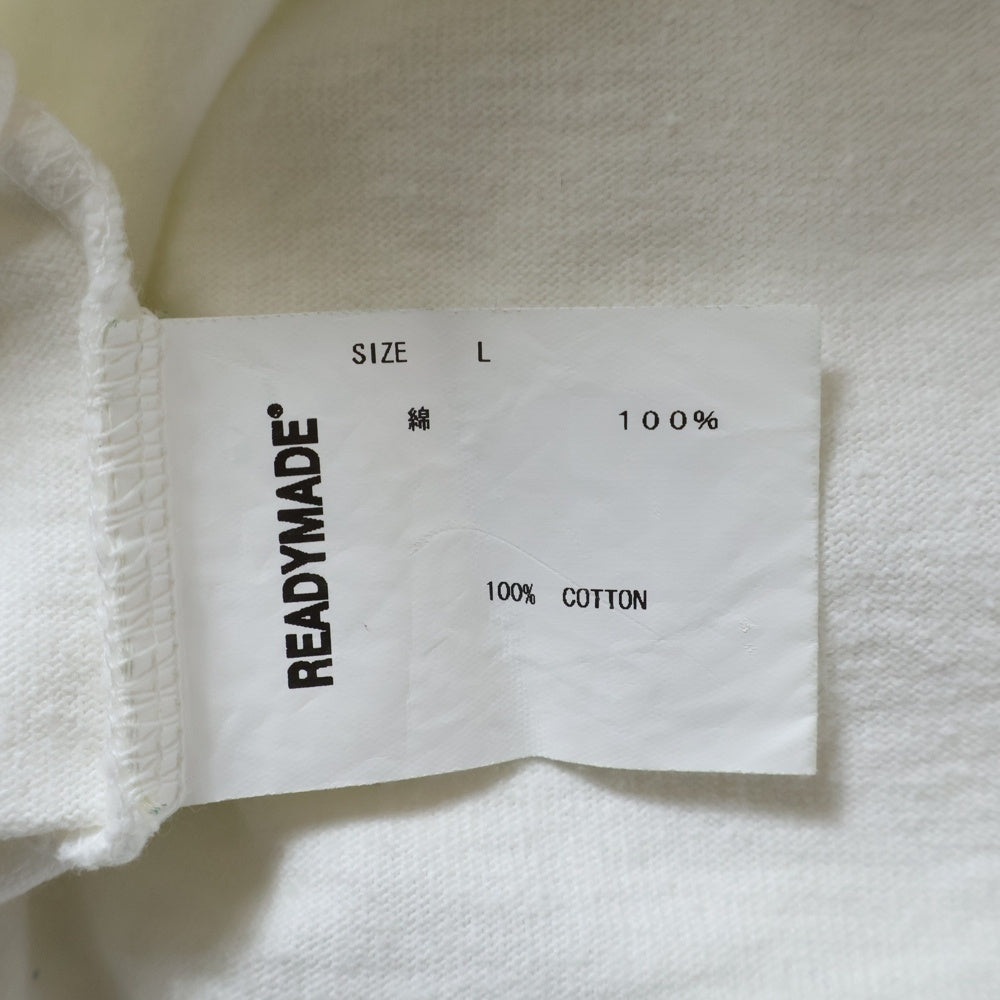 SIZE L
綿 100%
100% COTTON
READYMADE®